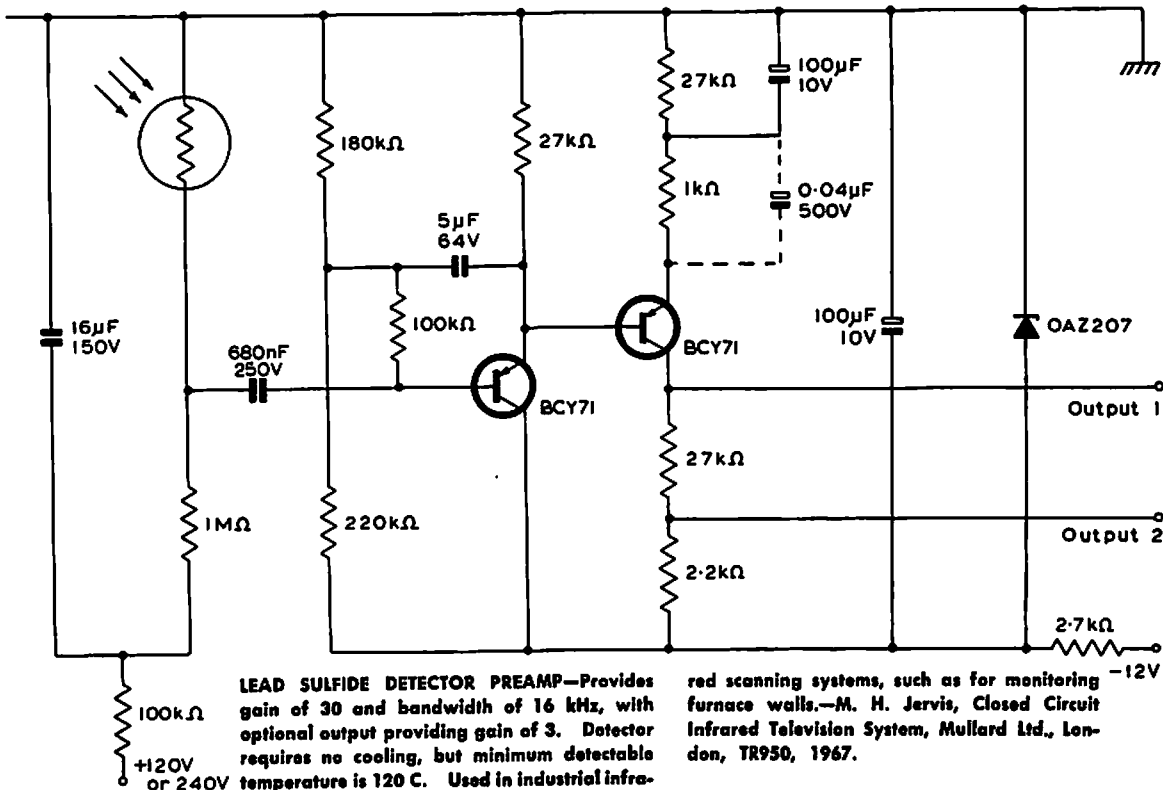 27kΩ
100μF
10V
180kΩ
27kΩ
1kΩ
0·04μF
500V
5μF
64V
16μF
150V
100kΩ
BCY71
100μF
10V
OAZ207
680nF
250V
BCY71
Output 1
27kΩ
1MΩ
220kΩ
Output 2
2·2kΩ
2·7kΩ
-12V
100kΩ
+120V
or 240V
LEAD SULFIDE DETECTOR PREAMP—Provides
gain of 30 and bandwidth of 16 kHz, with
optional output providing gain of 3. Detector
requires no cooling, but minimum detectable
temperature is 120 C. Used in industrial infra-
red scanning systems, such as for monitoring
furnace walls.—M. H. Jervis, Closed Circuit
Infrared Television System, Mullard Ltd., Lon-
don, TR950, 1967.